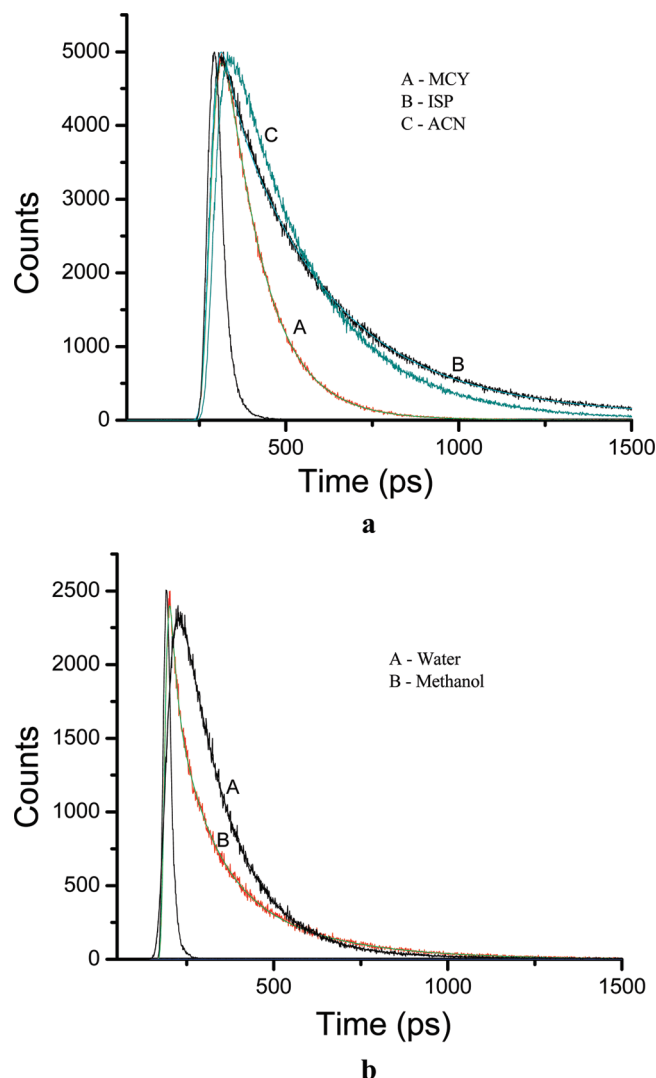 5000
4000
3000
2000
1000
0
Counts
A - MCY
B - ISP
C - ACN
C
A
B
500
1000
1500
Time (ps)
a
2500
2000
1500
1000
500
0
Counts
A - Water
B - Methanol
A
B
500
1000
1500
Time (ps)
b